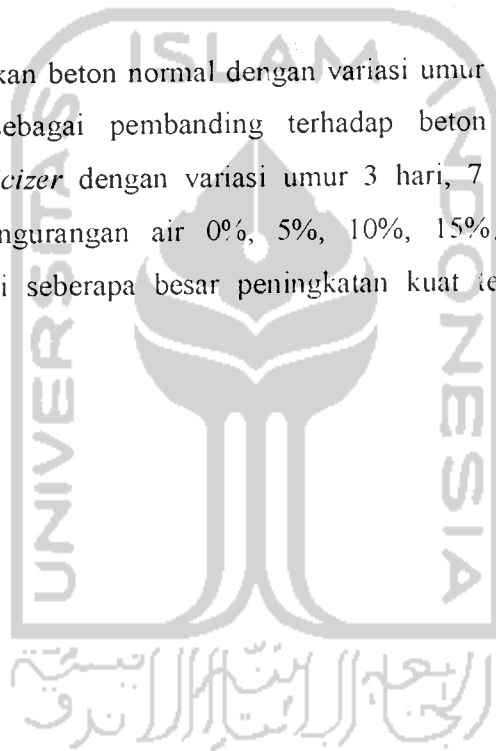 ISLAM
UNIVERSITAS
INDONESIA
kan beton normal dengan variasi umur
sebagai pembanding terhadap beton
cizer dengan variasi umur 3 hari, 7
ngurangan air 0%, 5%, 10%, 15%,
i seberapa besar peningkatan kuat te